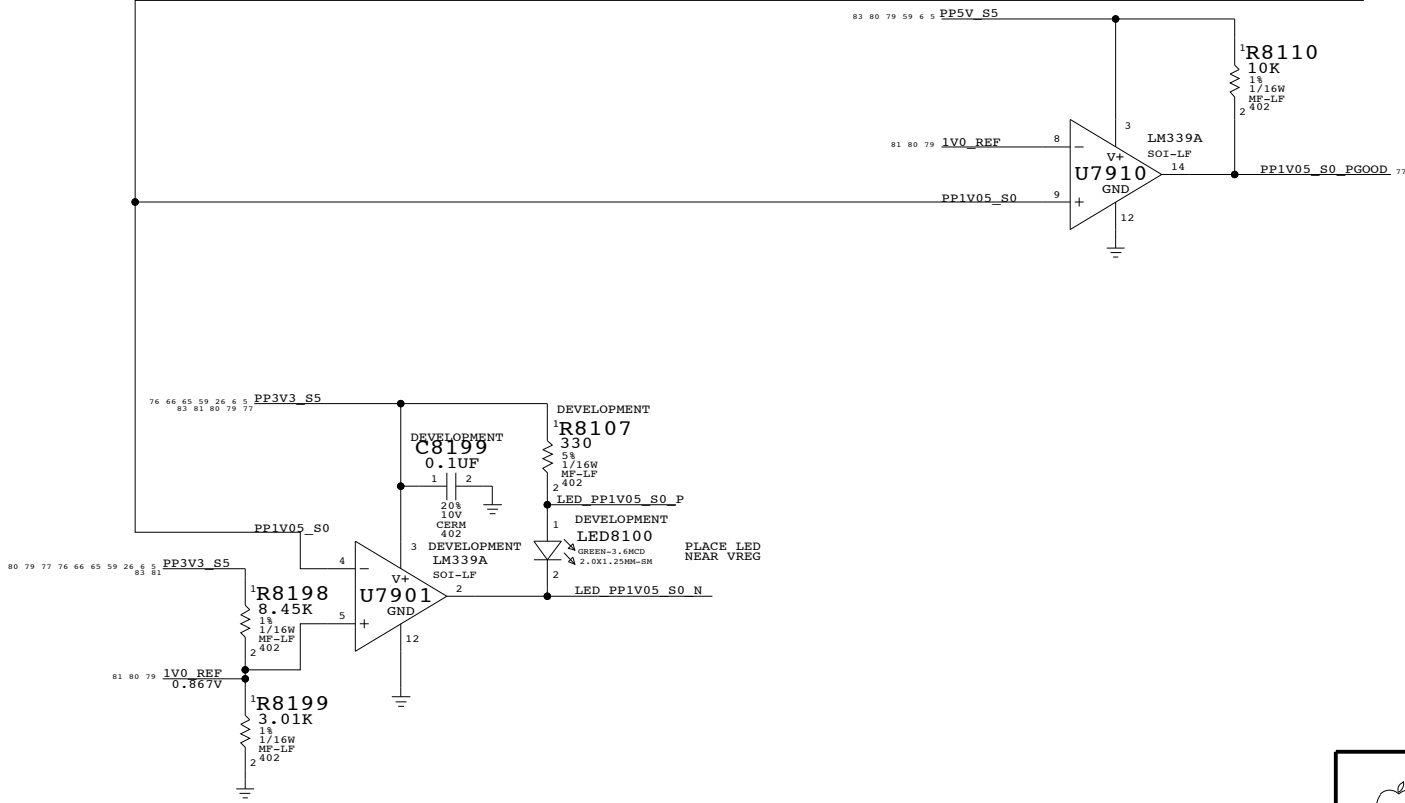 83 80 79 59 6 5 PP5V_S5
1
R8110
10K
1%
1/16W
MF-LF
402
2
81 80 79 1V0_REF
8
3
LM339A
SOI-LF
−
V+
U7910
GND
14
PP1V05_S0_PGOOD 77
PP1V05_S0
9
+
12
76 66 65 59 26 6 5 PP3V3_S5
83 81 80 79 77
DEVELOPMENT
1
R8107
330
5%
1/16W
MF-LF
402
2
DEVELOPMENT
C8199
0.1UF
1 2
20%
10V
CERM
402
LED_PP1V05_S0_P
DEVELOPMENT
1
LED8100
GREEN-3.6MCD
2.0X1.25MM-SM
2
PLACE LED
NEAR VREG
PP1V05_S0
4
3
DEVELOPMENT
LM339A
SOI-LF
−
V+
U7901
GND
2
LED_PP1V05_S0_N
80 79 77 76 66 65 59 26 6 5 PP3V3_S5
83 81
1
R8198
8.45K
1%
1/16W
MF-LF
402
2
5
+
12
81 80 79 1V0_REF
0.867V
1
R8199
3.01K
1%
1/16W
MF-LF
402
2